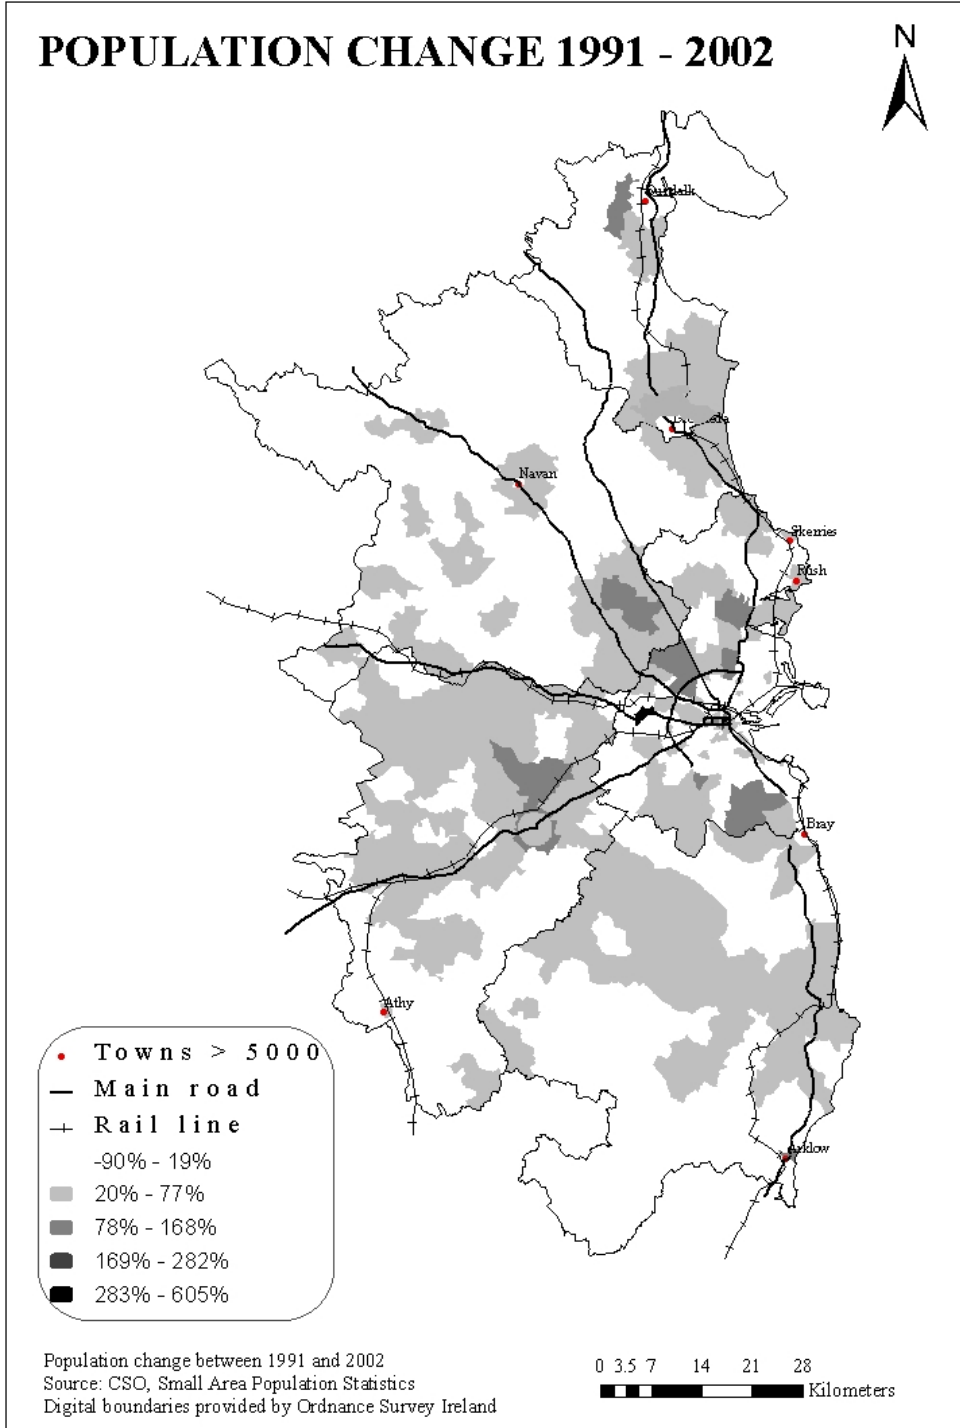 POPULATION CHANGE 1991 - 2002
N
Dundalk
Navan
Skerries
Rush
Bray
Athy
Arklow
Towns > 5000
Main road
Rail line
-90% - 19%
20% - 77%
78% - 168%
169% - 282%
283% - 605%
Population change between 1991 and 2002
Source: CSO, Small Area Population Statistics
Digital boundaries provided by Ordnance Survey Ireland
0 3.5 7 14 21 28
Kilometers